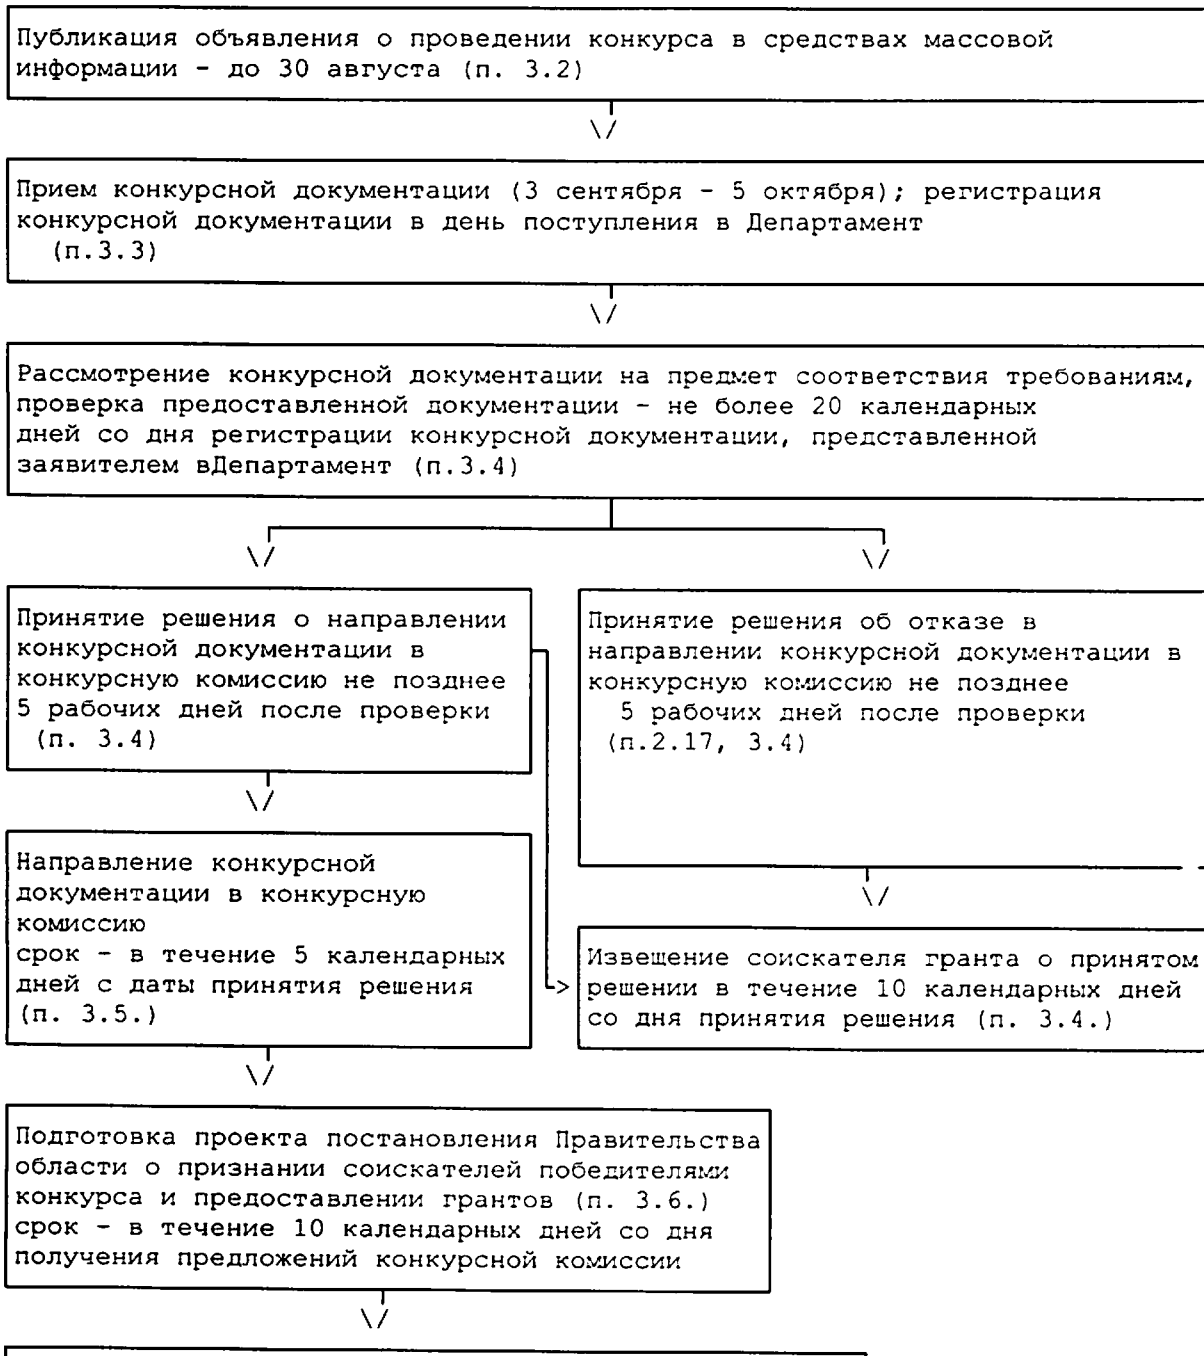 Публикация объявления о проведении конкурса в средствах массовой
информации - до 30 августа (п. 3.2)
\/
Прием конкурсной документации (3 сентября - 5 октября); регистрация
конкурсной документации в день поступления в Департамент
(п.3.3)
\/
Рассмотрение конкурсной документации на предмет соответствия требованиям,
проверка предоставленной документации - не более 20 календарных
дней со дня регистрации конкурсной документации, представленной
заявителем вДепартамент (п.3.4)
\/
\/
Принятие решения о направлении
конкурсной документации в
конкурсную комиссию не позднее
5 рабочих дней после проверки
(п. 3.4)
\/
Принятие решения об отказе в
направлении конкурсной документации в
конкурсную комиссию не позднее
5 рабочих дней после проверки
(п.2.17, 3.4)
\/
Направление конкурсной
документации в конкурсную
комиссию
срок - в течение 5 календарных
дней с даты принятия решения
(п. 3.5.)
\/
>
Извещение соискателя гранта о принятом
решении в течение 10 календарных дней
со дня принятия решения (п. 3.4.)
Подготовка проекта постановления Правительства
области о признании соискателей победителями
конкурса и предоставлении грантов (п. 3.6.)
срок - в течение 10 календарных дней со дня
получения предложений конкурсной комиссии
\/